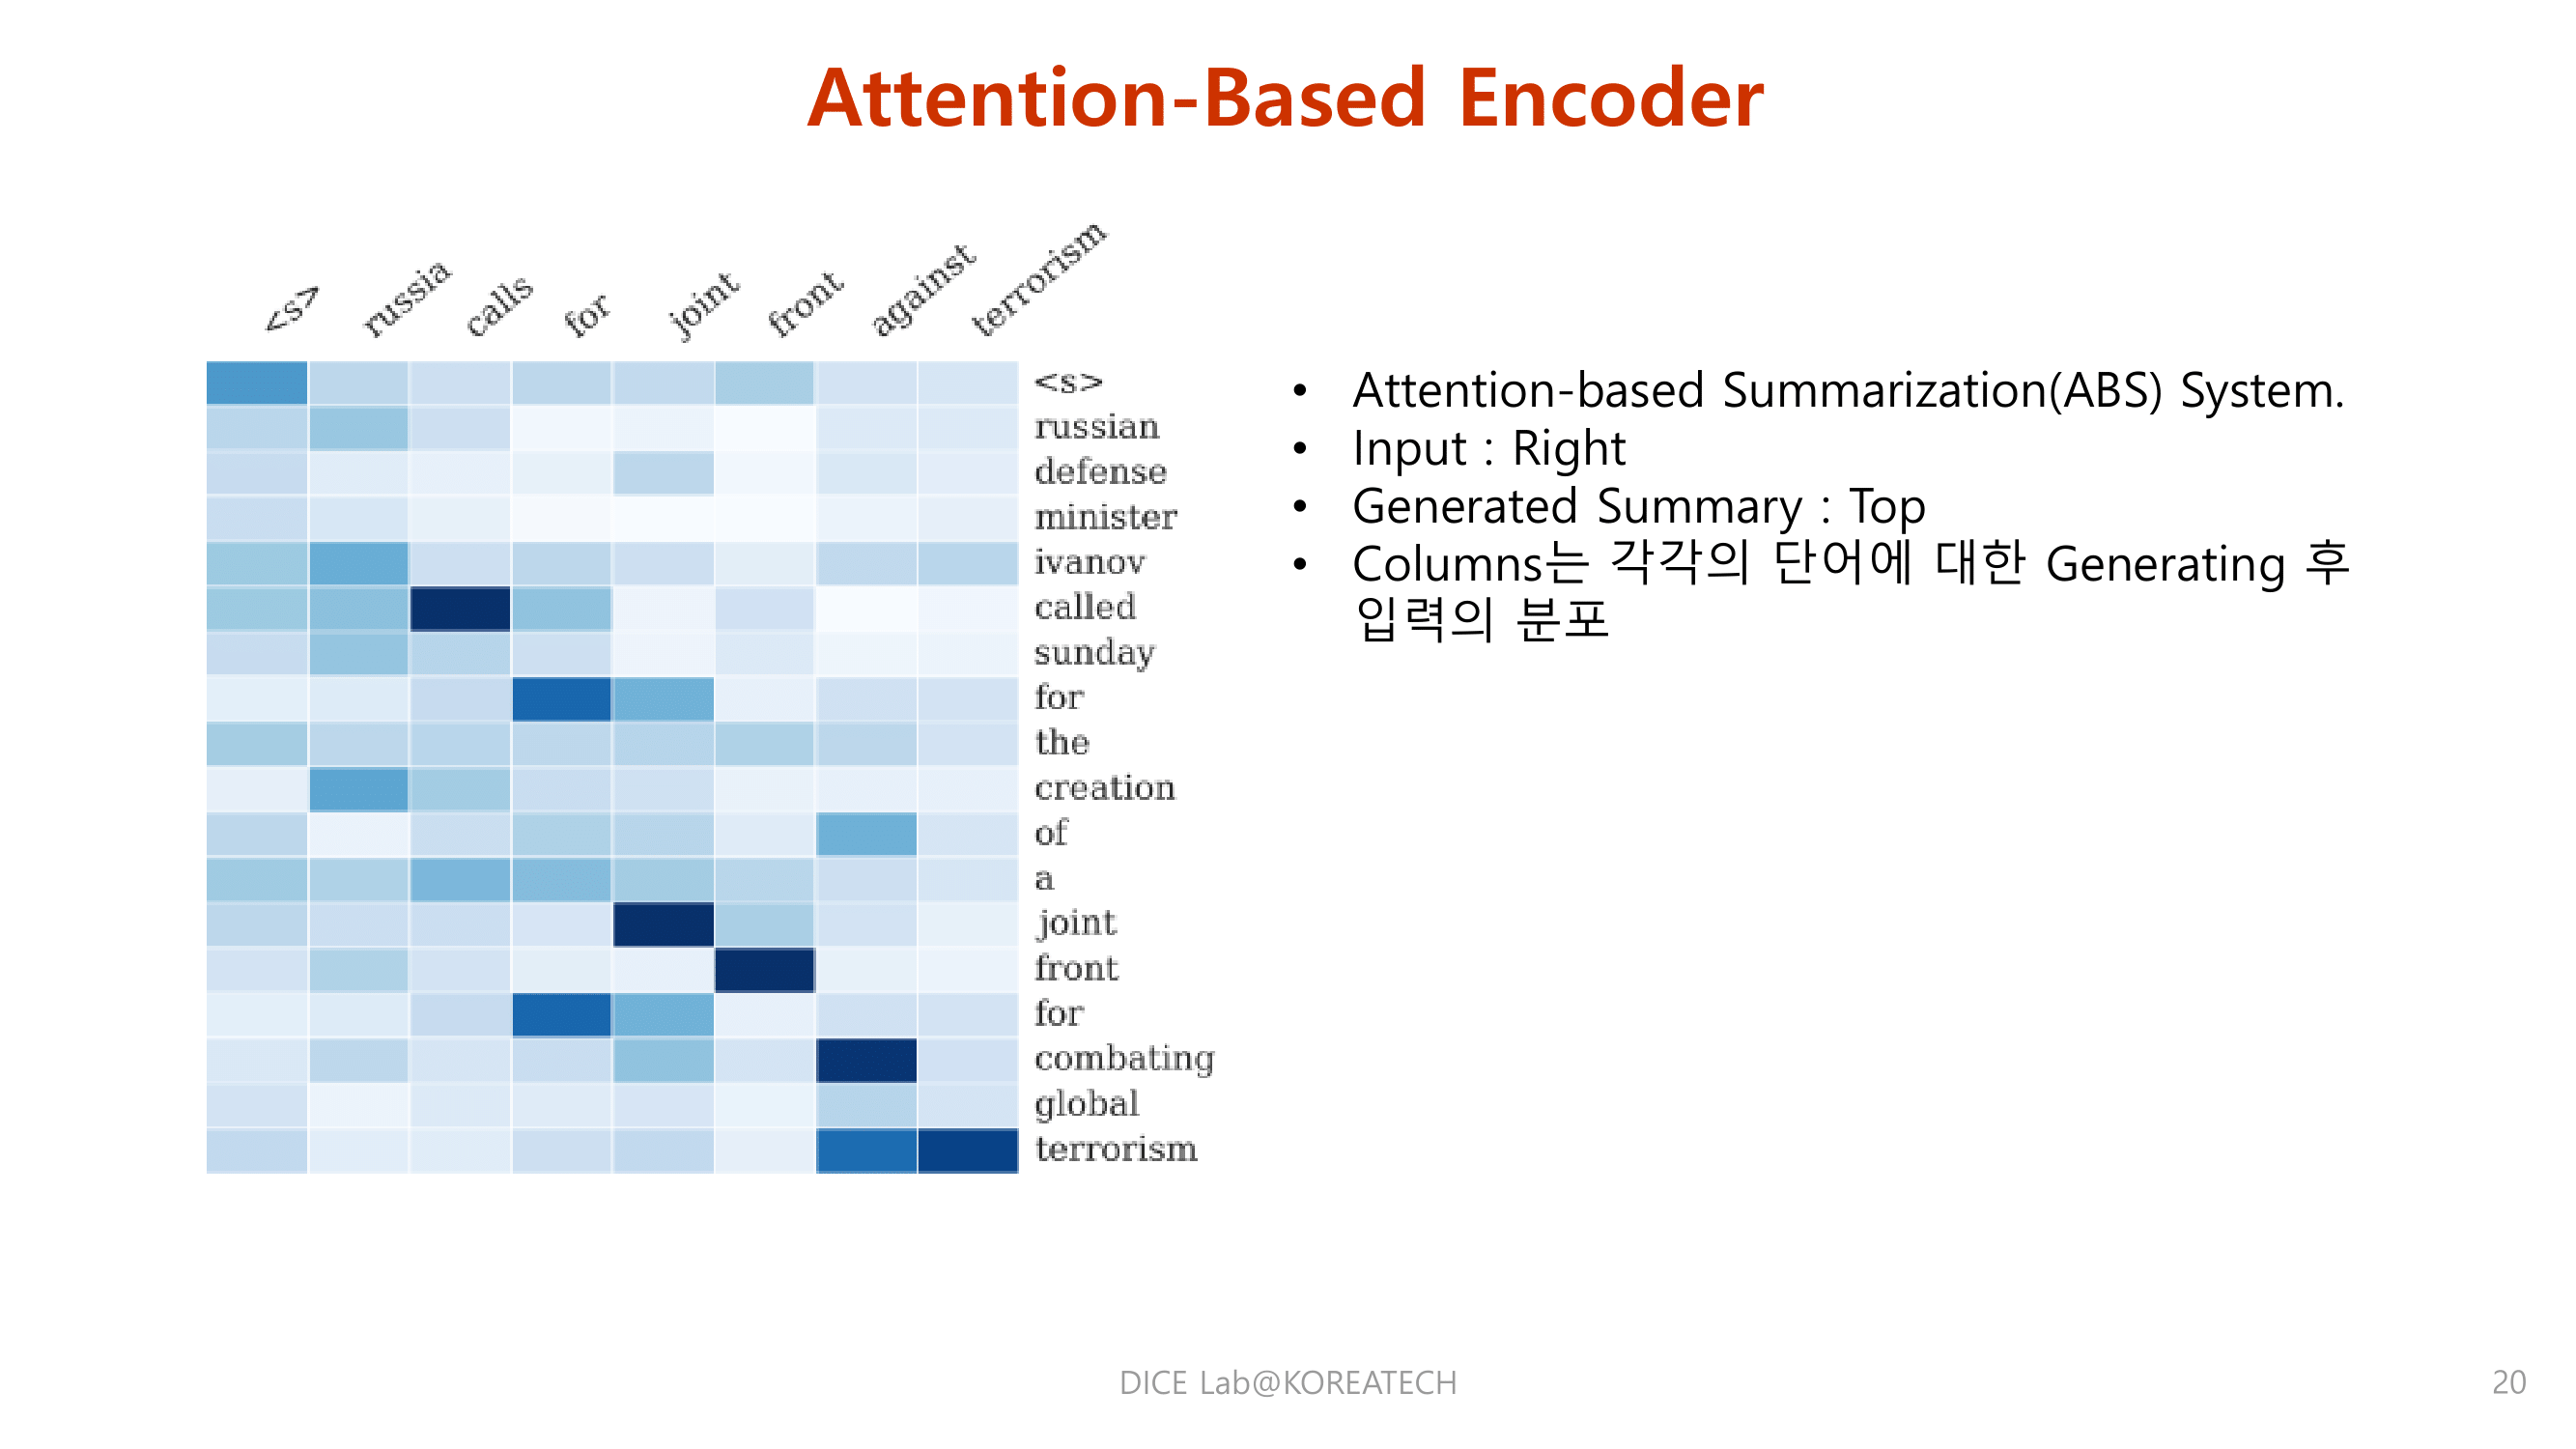 Attention-Based Encoder
<s> russia calls for joint front against terrorism
<s>
russian
defense
minister
ivanov
called
sunday
for
the
creation
of
a
joint
front
for
combating
global
terrorism
• Attention-based Summarization(ABS) System.
• Input : Right
• Generated Summary : Top
• Columns는 각각의 단어에 대한 Generating 후
입력의 분포
DICE Lab@KOREATECH
20